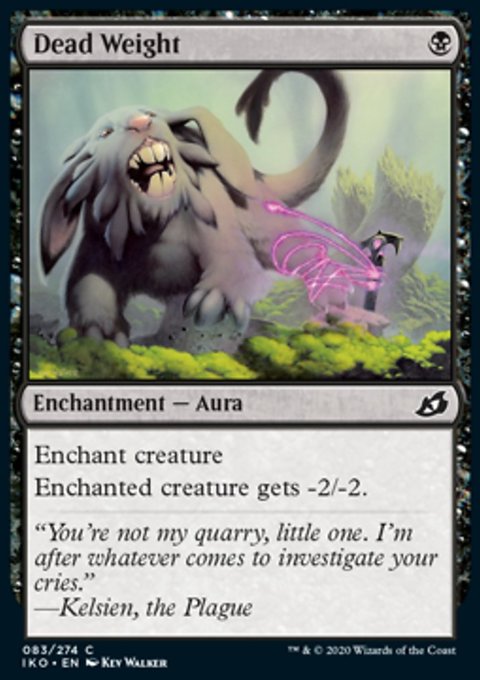 Dead Weight
Enchantment — Aura
Enchant creature
Enchanted creature gets -2/-2.
“You’re not my quarry, little one. I’m
after whatever comes to investigate your
cries.”
—Kelsien, the Plague
083/274 C
IKO • EN Kev Walker
™ & © 2020 Wizards of the Coast